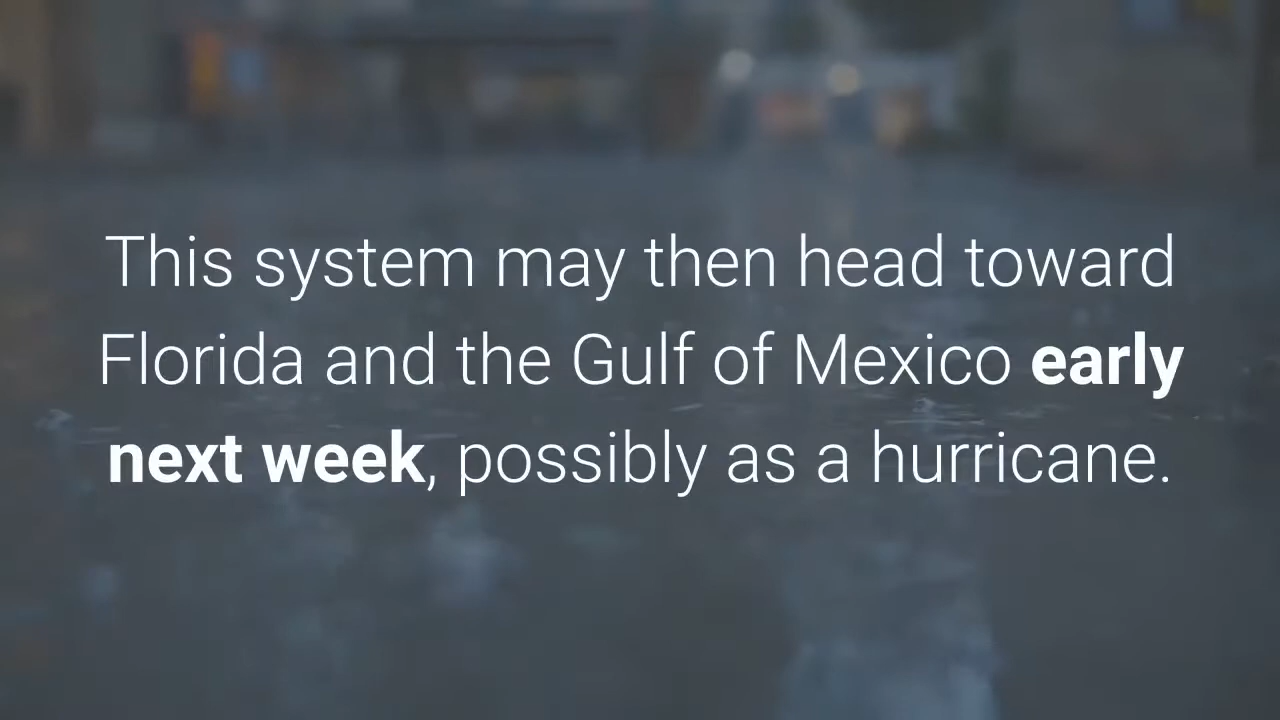 This system may then head toward
Florida and the Gulf of Mexico early
next week, possibly as a hurricane.